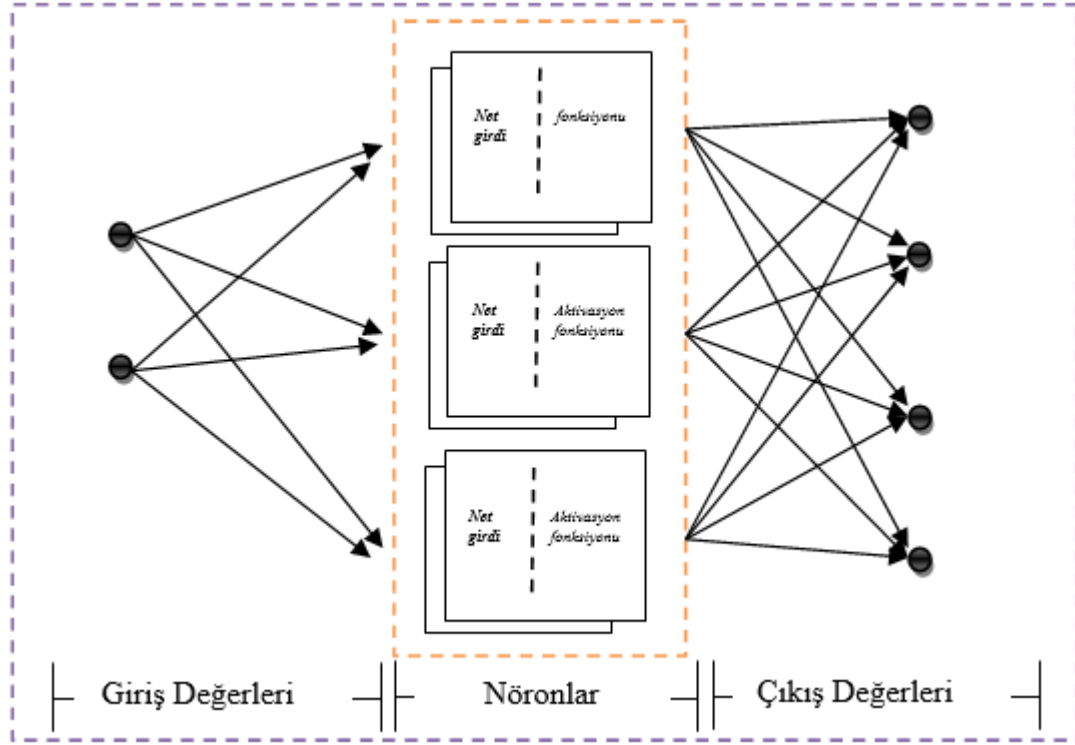 Net
girdi
fonksiyonu
Net
girdi
Aktivasyon
fonksiyonu
Net
girdi
Aktivasyon
fonksiyonu
Giriş Değerleri
Nöronlar
Çıkış Değerleri